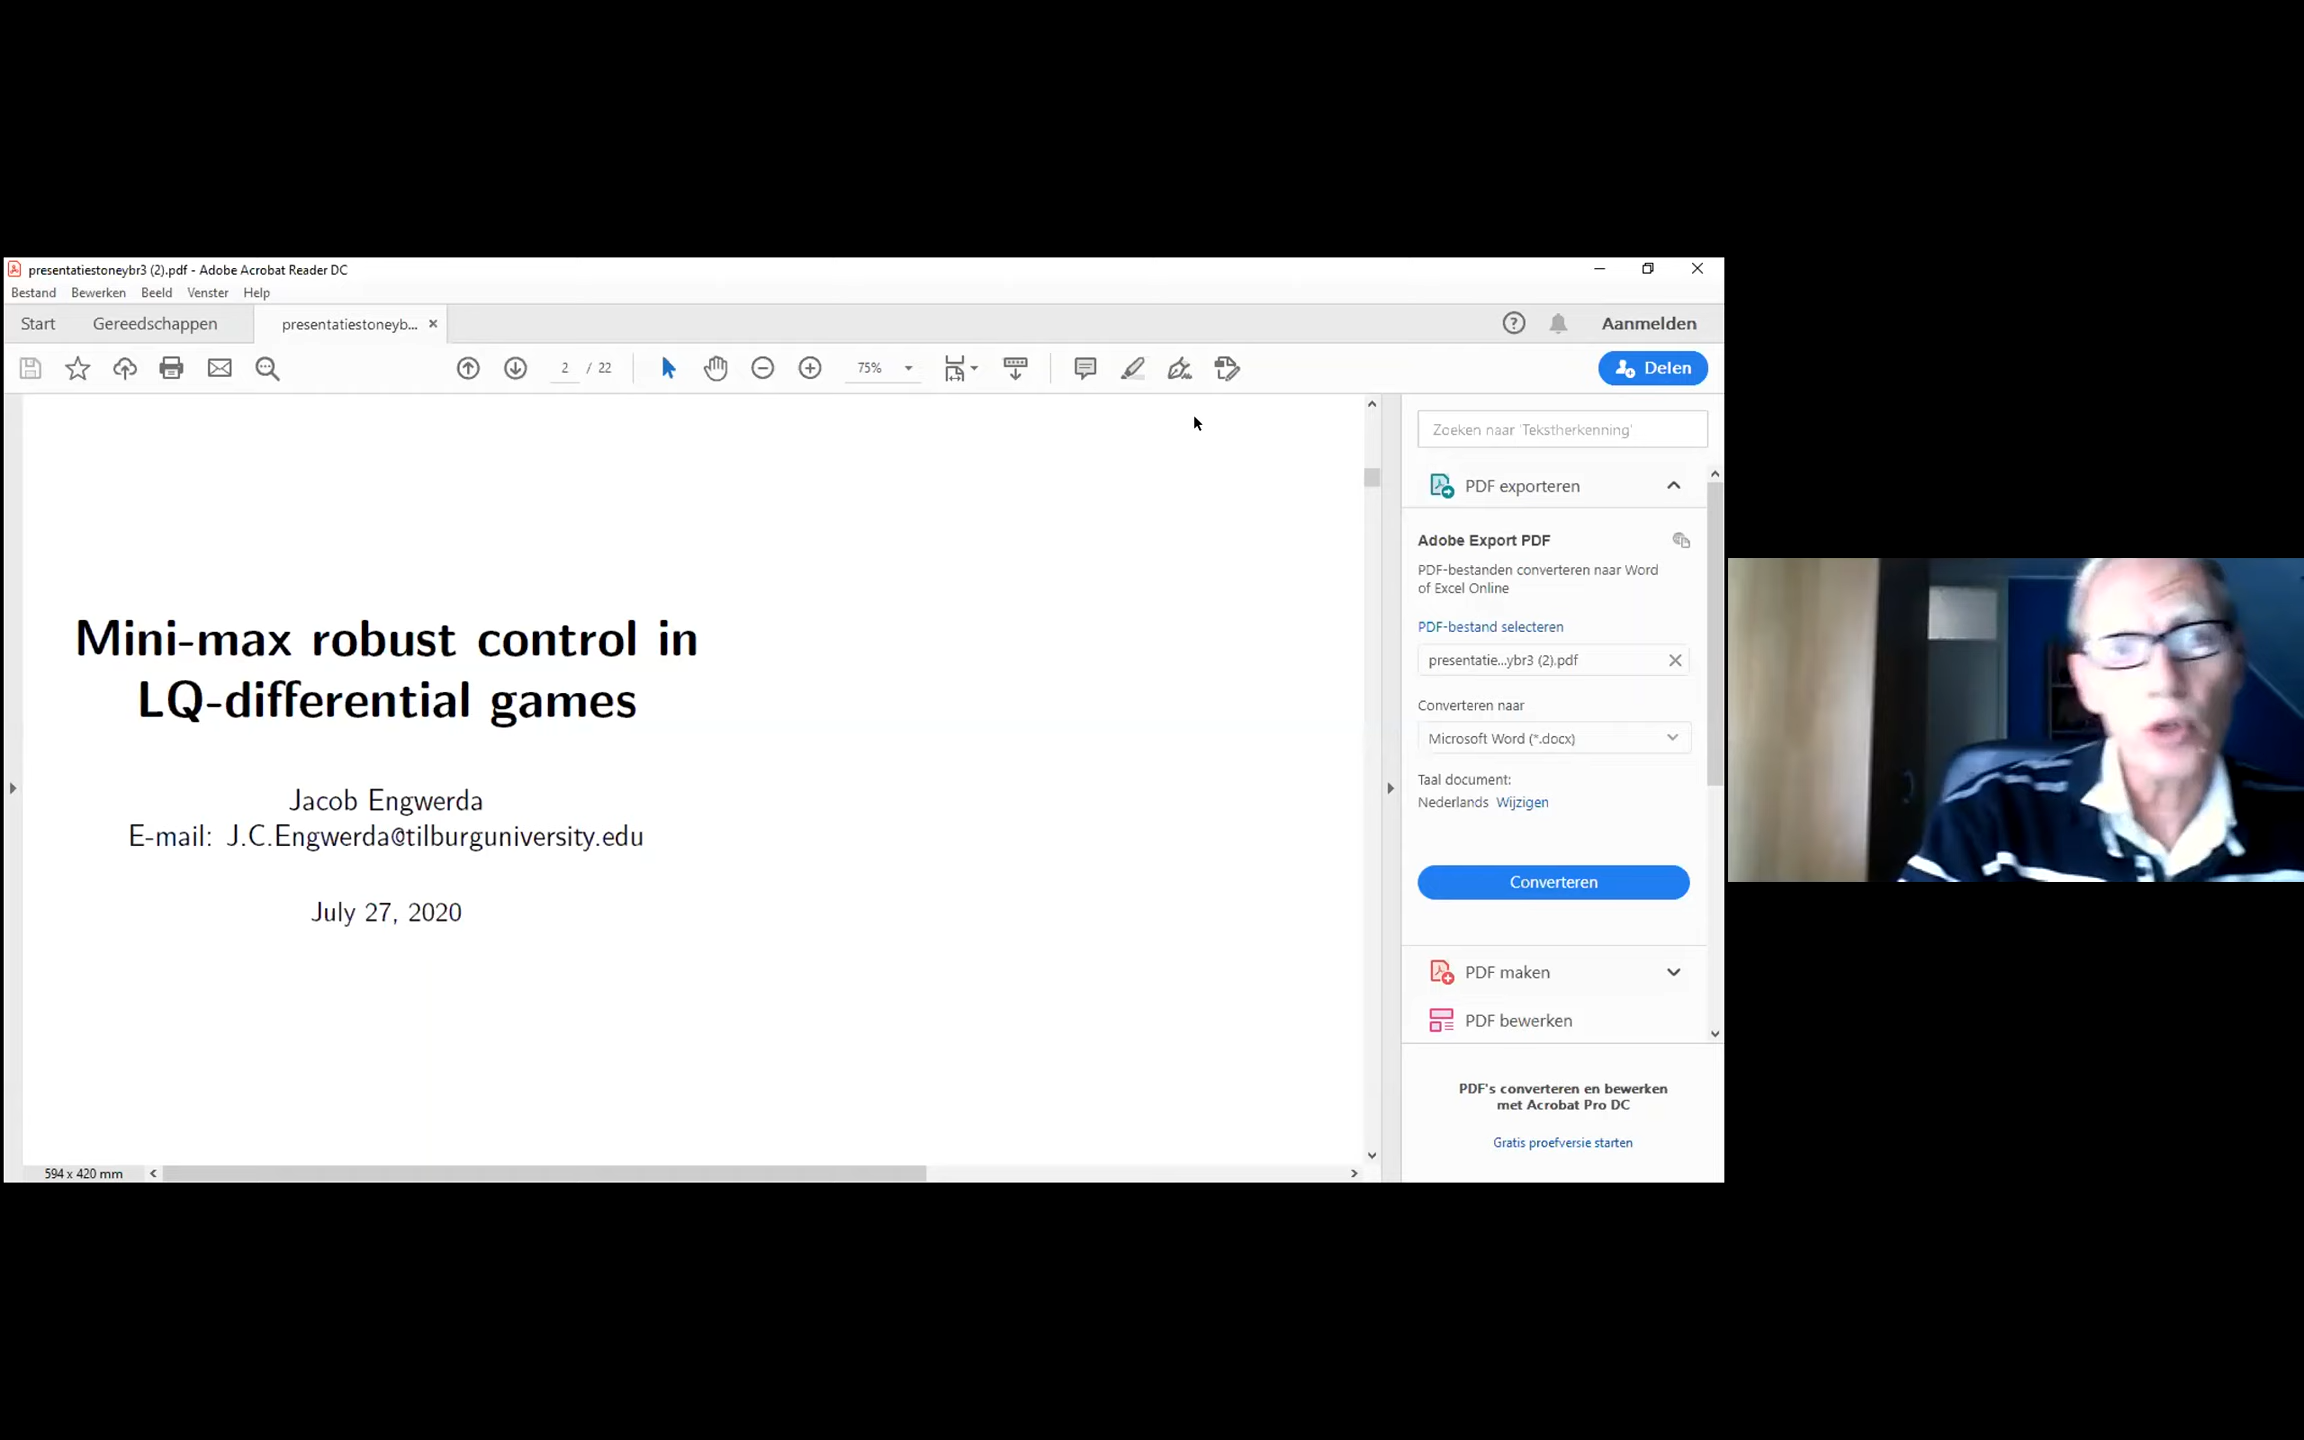 presentatiestoneybr3 (2).pdf - Adobe Acrobat Reader DC
Bestand Bewerken Beeld Venster Help
Start Gereedschappen presentatiestoneyb... Aanmelden
2 / 22 75% Delen
Zoeken naar 'Tekstherkenning'
PDF exporteren
Adobe Export PDF
PDF-bestanden converteren naar Word
of Excel Online
PDF-bestand selecteren
presentatie...ybr3 (2).pdf
Converteren naar
Microsoft Word (*.docx)
Taal document:
Nederlands Wijzigen
Converteren
PDF maken
PDF bewerken
PDF's converteren en bewerken
met Acrobat Pro DC
Gratis proefversie starten
Mini-max robust control in
LQ-differential games
Jacob Engwerda
E-mail: J.C.Engwerda@tilburguniversity.edu
July 27, 2020
594 x 420 mm